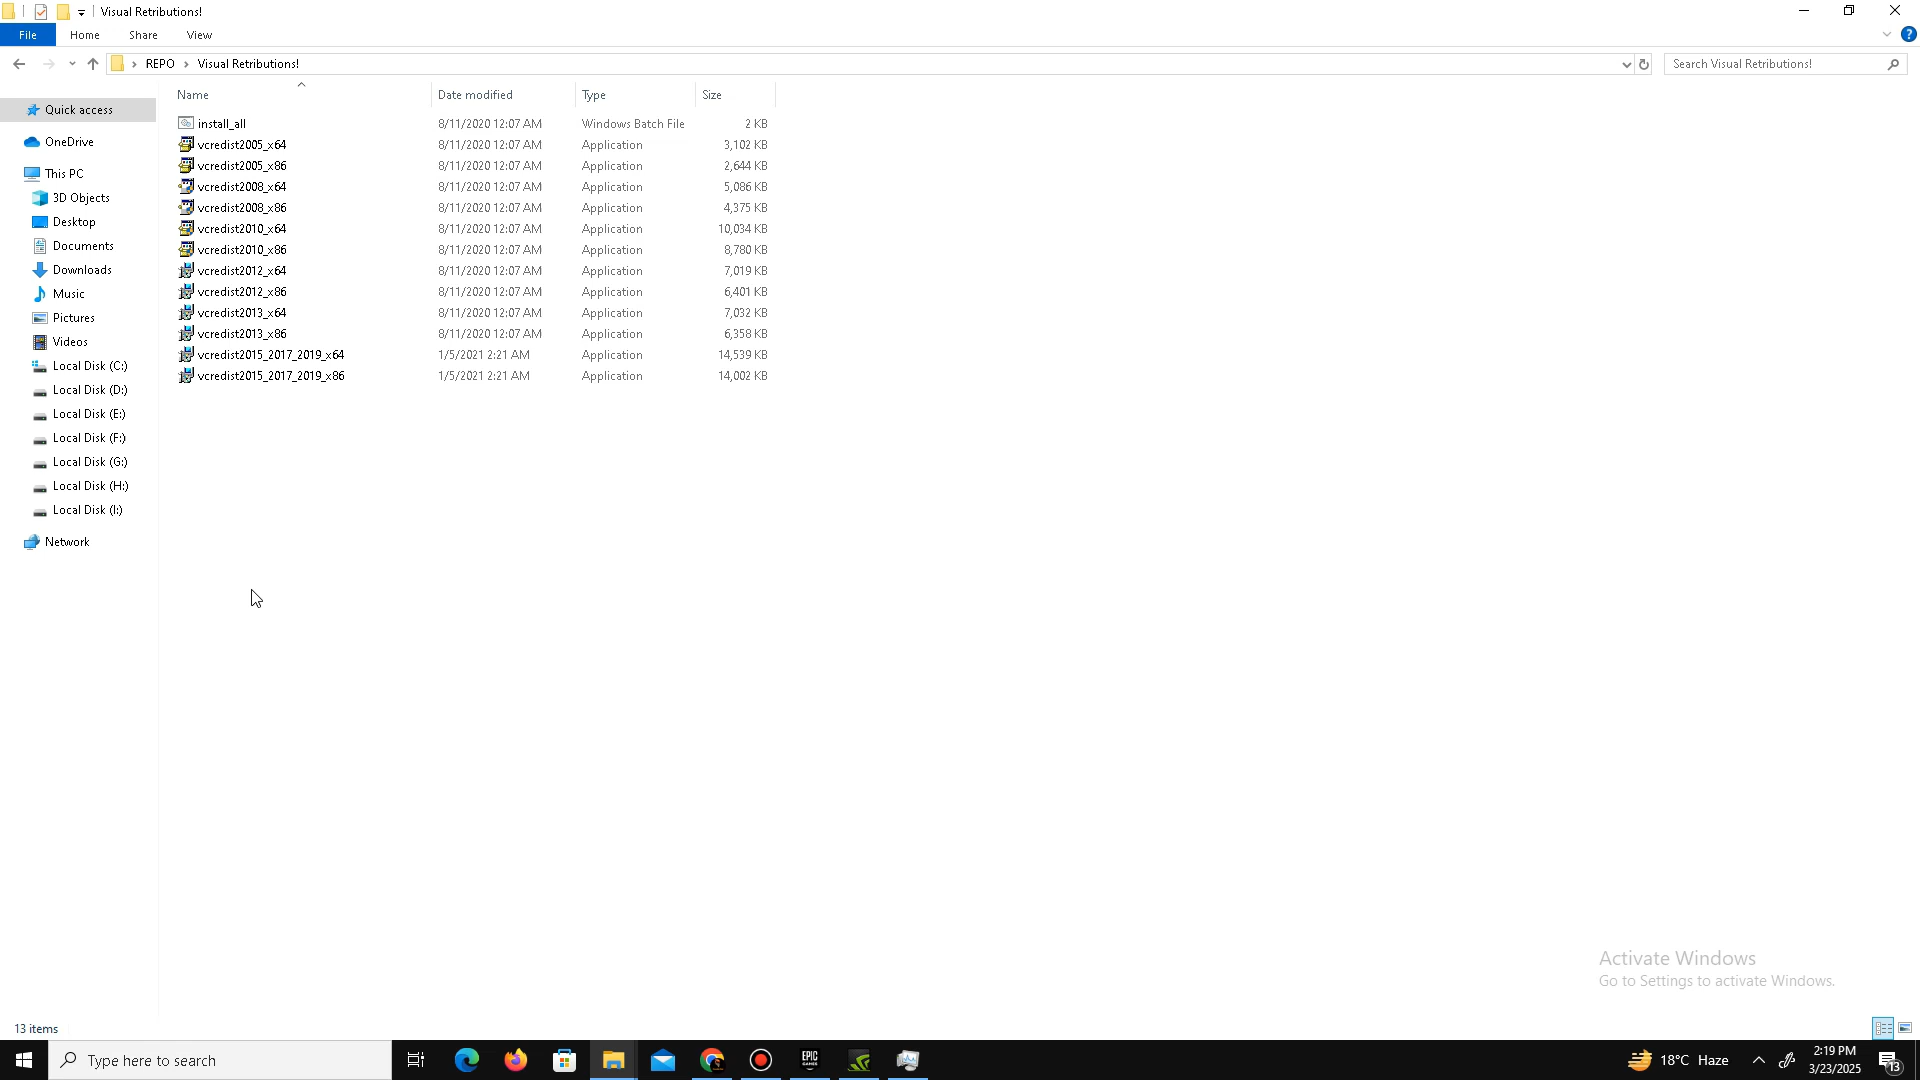 Visual Retributions!
File Home Share View
REPO Visual Retributions! Search Visual Retributions!
Name Date modified Type Size
install_all 8/11/2020 12:07 AM Windows Batch File 2 KB
vcredist2005_x64 8/11/2020 12:07 AM Application 3,102 KB
vcredist2005_x86 8/11/2020 12:07 AM Application 2,644 KB
vcredist2008_x64 8/11/2020 12:07 AM Application 5,086 KB
vcredist2008_x86 8/11/2020 12:07 AM Application 4,375 KB
vcredist2010_x64 8/11/2020 12:07 AM Application 10,034 KB
vcredist2010_x86 8/11/2020 12:07 AM Application 8,780 KB
vcredist2012_x64 8/11/2020 12:07 AM Application 7,019 KB
vcredist2012_x86 8/11/2020 12:07 AM Application 6,401 KB
vcredist2013_x64 8/11/2020 12:07 AM Application 7,032 KB
vcredist2013_x86 8/11/2020 12:07 AM Application 6,358 KB
vcredist2015_2017_2019_x64 1/5/2021 2:21 AM Application 14,539 KB
vcredist2015_2017_2019_x86 1/5/2021 2:21 AM Application 14,002 KB
Quick access
OneDrive
This PC
3D Objects
Desktop
Documents
Downloads
Music
Pictures
Videos
Local Disk (C:)
Local Disk (D:)
Local Disk (E:)
Local Disk (F:)
Local Disk (G:)
Local Disk (H:)
Local Disk (I:)
Network
Activate Windows
Go to Settings to activate Windows.
13 items
Type here to search
EPIC
GAMES
18°C Haze
2:19 PM
3/23/2025
13